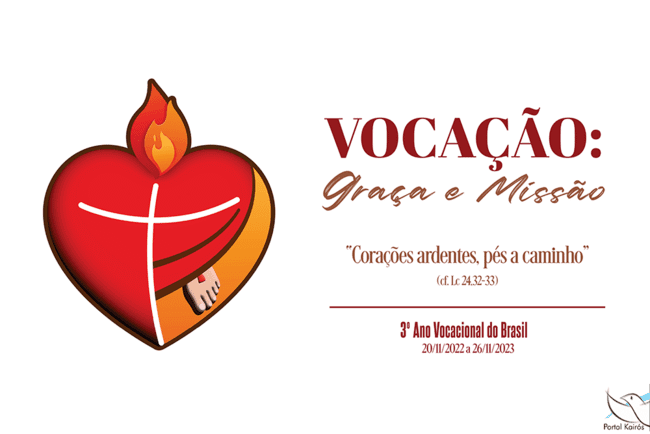 VOCAÇÃO:
Graça e Missão
“Corações ardentes, pés a caminho”
(cf. Lc 24,32-33)
3º Ano Vocacional do Brasil
20/11/2022 a 26/11/2023
Portal Kairós